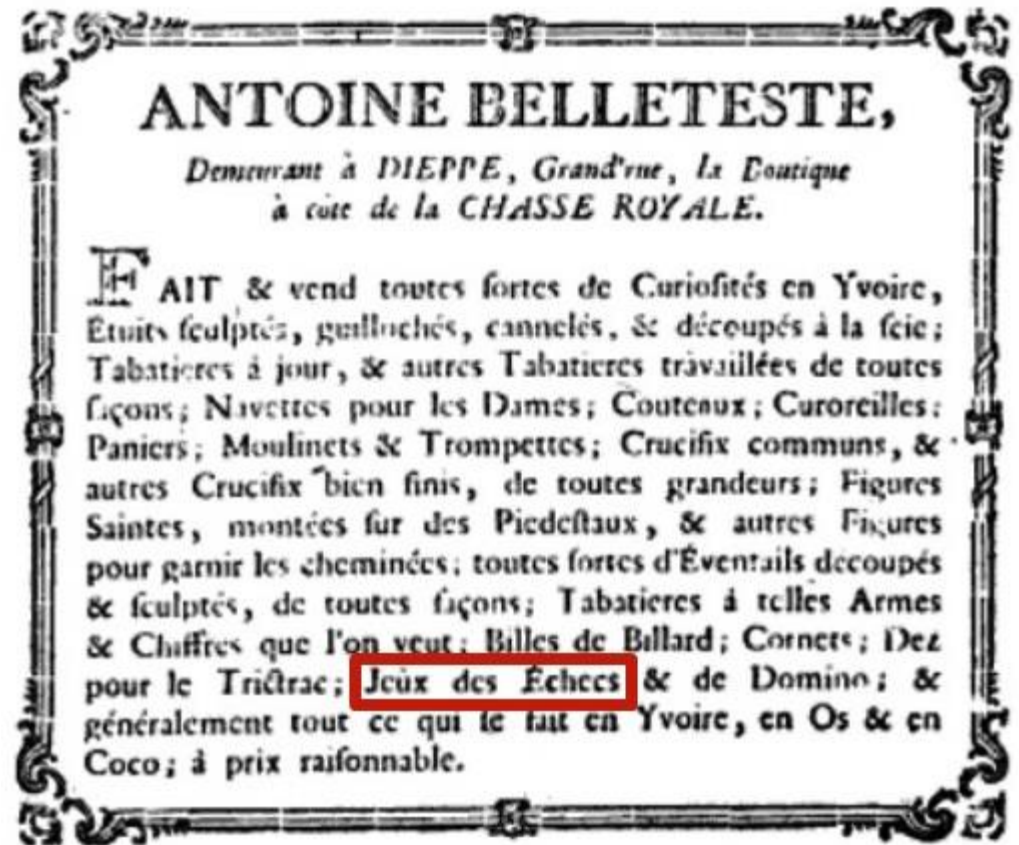 ANTOINE BELLETESTE,
Demeurant à DIEPPE, Grand'rue, la Boutique
à côté de la CHASSE ROYALE.
FAIT & vend toutes ſortes de Curioſités en Yvoire,
Étuits ſculptés, guillochés, cannelés, & découpés à la ſcie;
Tabatieres à jour, & autres Tabatieres travaillées de toutes
façons; Navettes pour les Dames; Couteaux; Curoreilles;
Paniers; Moulinets & Trompettes; Crucifix communs, &
autres Crucifix bien finis, de toutes grandeurs; Figures
Saintes, montées ſur des Piedeſtaux, & autres Figures
pour garnir les cheminées; toutes ſortes d'Éventails découpés
& ſculptés, de toutes façons; Tabatieres à telles Armes
& Chiffres que l'on veut; Billes de Billard; Cornets; Dez
pour le Trictrac; Jeux des Échecs & de Domino; &
généralement tout ce qui ſe fait en Yvoire, en Os & en
Coco; à prix raiſonnable.